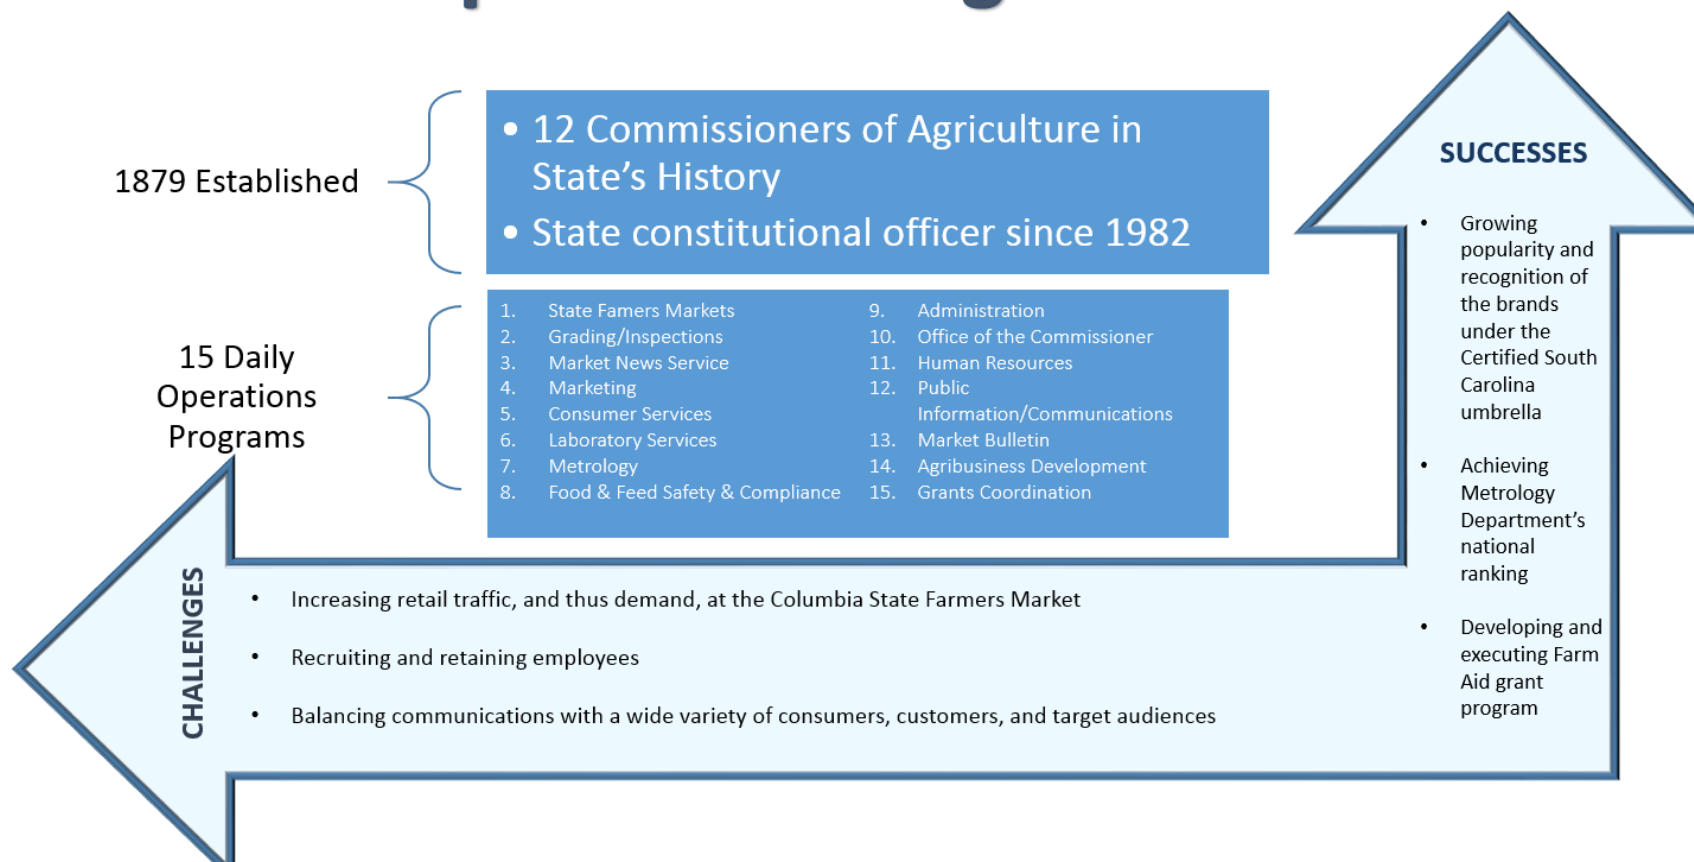 1879 Established
• 12 Commissioners of Agriculture in
State’s History
• State constitutional officer since 1982
15 Daily
Operations
Programs
1. State Famers Markets
2. Grading/Inspections
3. Market News Service
4. Marketing
5. Consumer Services
6. Laboratory Services
7. Metrology
8. Food & Feed Safety & Compliance
9. Administration
10. Office of the Commissioner
11. Human Resources
12. Public
Information/Communications
13. Market Bulletin
14. Agribusiness Development
15. Grants Coordination
SUCCESSES
• Growing
popularity and
recognition of
the brands
under the
Certified South
Carolina
umbrella
• Achieving
Metrology
Department’s
national
ranking
• Developing and
executing Farm
Aid grant
program
CHALLENGES
• Increasing retail traffic, and thus demand, at the Columbia State Farmers Market
• Recruiting and retaining employees
• Balancing communications with a wide variety of consumers, customers, and target audiences